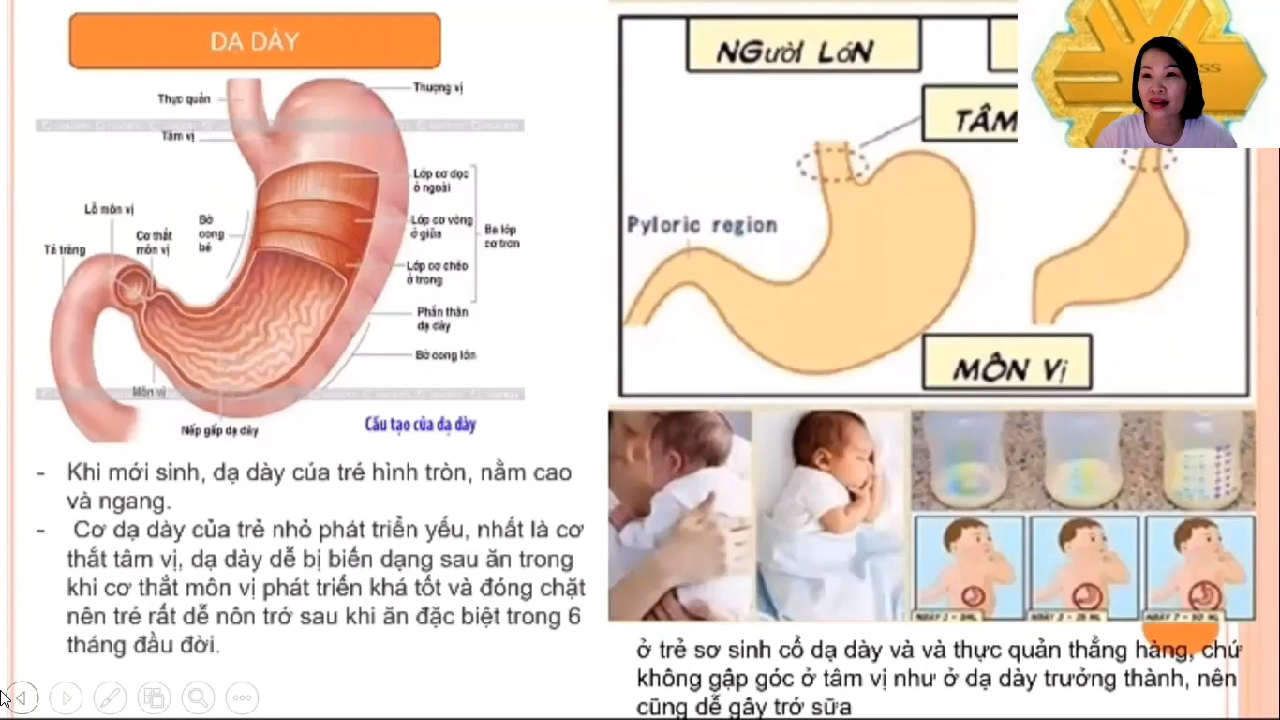 DẠ DÀY
Thực quản
Thượng vị
Tâm vị
Lớp cơ dọc
ở ngoài
Lỗ môn vị
Bờ
cong
bé
Lớp cơ vòng
ở giữa
Ba lớp
cơ trơn
Tá tràng
Cơ thắt
môn vị
Lớp cơ chéo
ở trong
Phần thân
dạ dày
Bờ cong lớn
Môn vị
Nếp gấp dạ dày
Cấu tạo của dạ dày
- Khi mới sinh, dạ dày của trẻ hình tròn, nằm cao
và ngang.
- Cơ dạ dày của trẻ nhỏ phát triển yếu, nhất là cơ
thắt tâm vị, dạ dày dễ bị biến dạng sau ăn trong
khi cơ thắt môn vị phát triển khá tốt và đóng chặt
nên trẻ rất dễ nôn trớ sau khi ăn đặc biệt trong 6
tháng đầu đời.
NGƯỜI LỚN
TÂM
Pyloric region
MÔN VỊ
ở trẻ sơ sinh cổ dạ dày và và thực quản thẳng hàng, chứ
không gập góc ở tâm vị như ở dạ dày trưởng thành, nên
cũng dễ gây trớ sữa